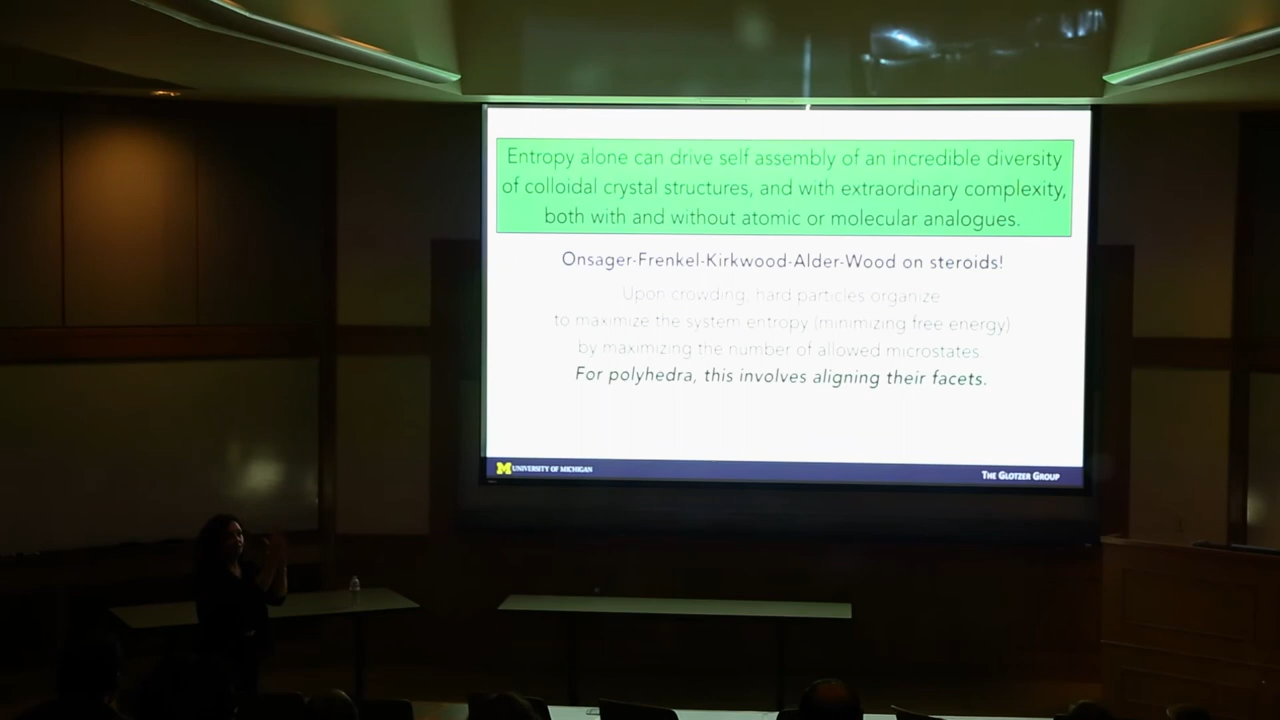 Entropy alone can drive self assembly of an incredible diversity
of colloidal crystal structures, and with extraordinary complexity,
both with and without atomic or molecular analogues.
Onsager-Frenkel-Kirkwood-Alder-Wood on steroids!
Upon crowding, hard particles organize
to maximize the system entropy (minimizing free energy)
by maximizing the number of allowed microstates.
For polyhedra, this involves aligning their facets.
M UNIVERSITY OF MICHIGAN
THE GLOTZER GROUP